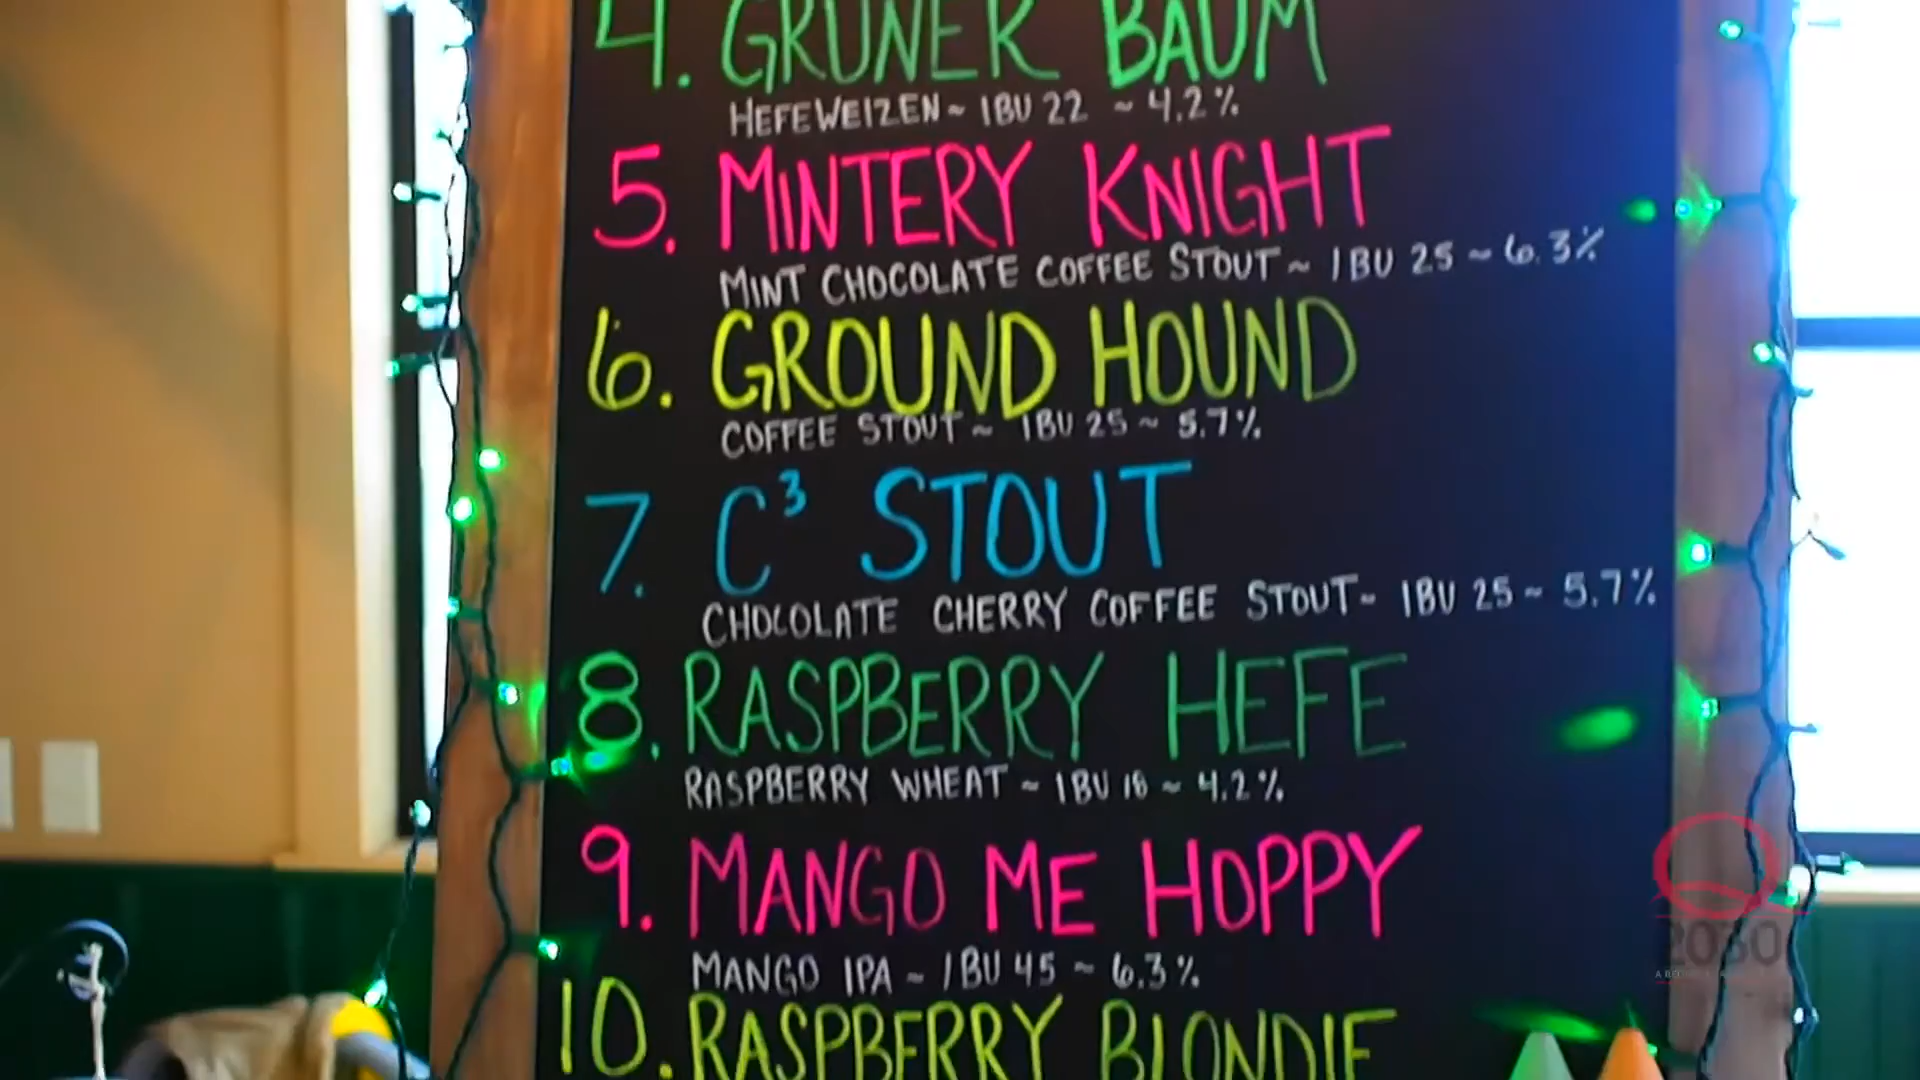 4. GRUNER BAUM
HEFEWEIZEN ~ IBU 22 ~ 4.2%
5. MINTERY KNIGHT
MINT CHOCOLATE COFFEE STOUT ~ IBU 25 ~ 6.3%
6. GROUND HOUND
COFFEE STOUT ~ IBU 25 ~ 5.7%
7. C³ STOUT
CHOCOLATE CHERRY COFFEE STOUT ~ IBU 25 ~ 5.7%
8. RASPBERRY HEFE
RASPBERRY WHEAT ~ IBU 18 ~ 4.2%
9. MANGO ME HOPPY
MANGO IPA ~ IBU 45 ~ 6.3%
10. RASPBERRY BLONDIE
2030